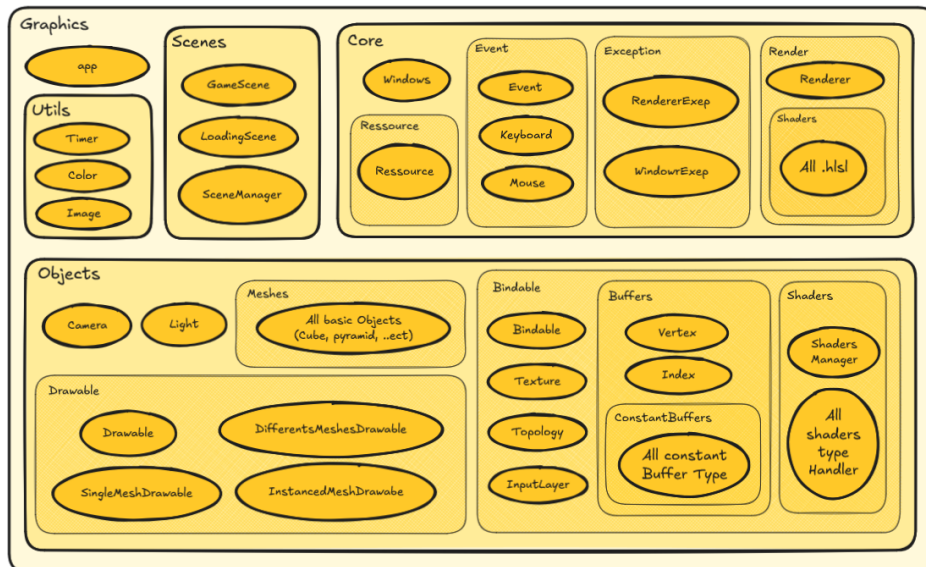 Graphics
app
Utils
Timer
Color
Image
Scenes
GameScene
LoadingScene
SceneManager
Core
Windows
Ressource
Ressource
Event
Event
Keyboard
Mouse
Exception
RendererExep
WindowrExep
Render
Renderer
Shaders
All .hlsl
Objects
Camera
Light
Meshes
All basic Objects
(Cube, pyramid, ..ect)
Drawable
Drawable
DifferentsMeshesDrawable
SingleMeshDrawable
InstancedMeshDrawabe
Bindable
Bindable
Texture
Topology
InputLayer
Buffers
Vertex
Index
ConstantBuffers
All constant
Buffer Type
Shaders
Shaders
Manager
All
shaders
type
Handler